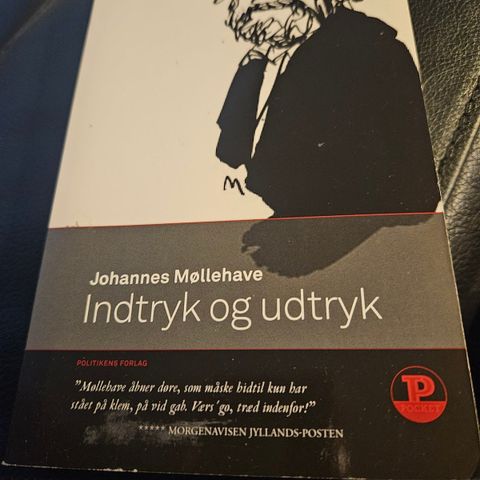 M
Johannes Møllehave
Indtryk og udtryk
POLITIKENS FORLAG
"Møllehave åbner døre, som måske hidtil kun har
stået på klem, på vid gab. Værs'go, træd indenfor!"
***** MORGENAVISEN JYLLANDS-POSTEN
P
POCKET